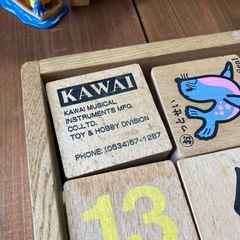 KAWAI
KAWAI MUSICAL
INSTRUMENTS MFG.
CO.,LTD.
TOY & HOBBY DIVISION
PHONE: (0534)57-1287
13